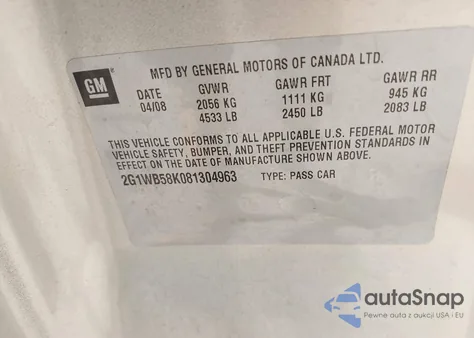 GM
MFD BY GENERAL MOTORS OF CANADA LTD.
DATE GVWR GAWR FRT GAWR RR
04/08 2056 KG 1111 KG 945 KG
4533 LB 2450 LB 2083 LB
THIS VEHICLE CONFORMS TO ALL APPLICABLE U.S. FEDERAL MOTOR
VEHICLE SAFETY, BUMPER, AND THEFT PREVENTION STANDARDS
IN EFFECT ON THE DATE OF MANUFACTURE SHOWN ABOVE.
2G1WB58K081304963 TYPE: PASS CAR
autoSnap
Pewne auta z aukcji USA i EU